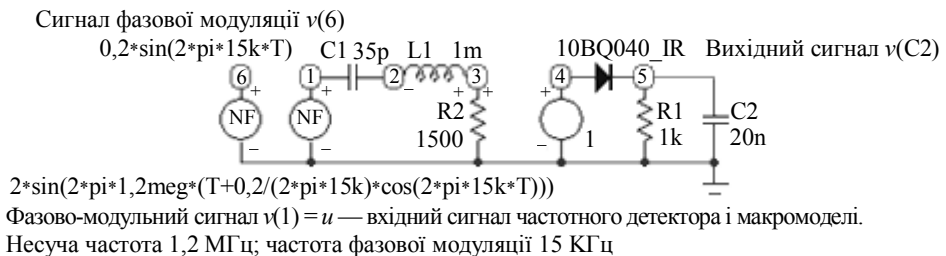 Сигнал фазової модуляції v(6)
0,2*sin(2*pi*15k*T) C1 35p L1 1m 10BQ040_IR Вихідний сигнал v(C2)
6 + 1 + 2 − + 3 + 4 + 5
NF NF R2 R1 C2
− − 1500 − 1 1k 20n
2*sin(2*pi*1,2meg*(T+0,2/(2*pi*15k)*cos(2*pi*15k*T)))
Фазово-модульний сигнал v(1) = u — вхідний сигнал частотного детектора і макромоделі.
Несуча частота 1,2 МГц; частота фазової модуляції 15 КГц